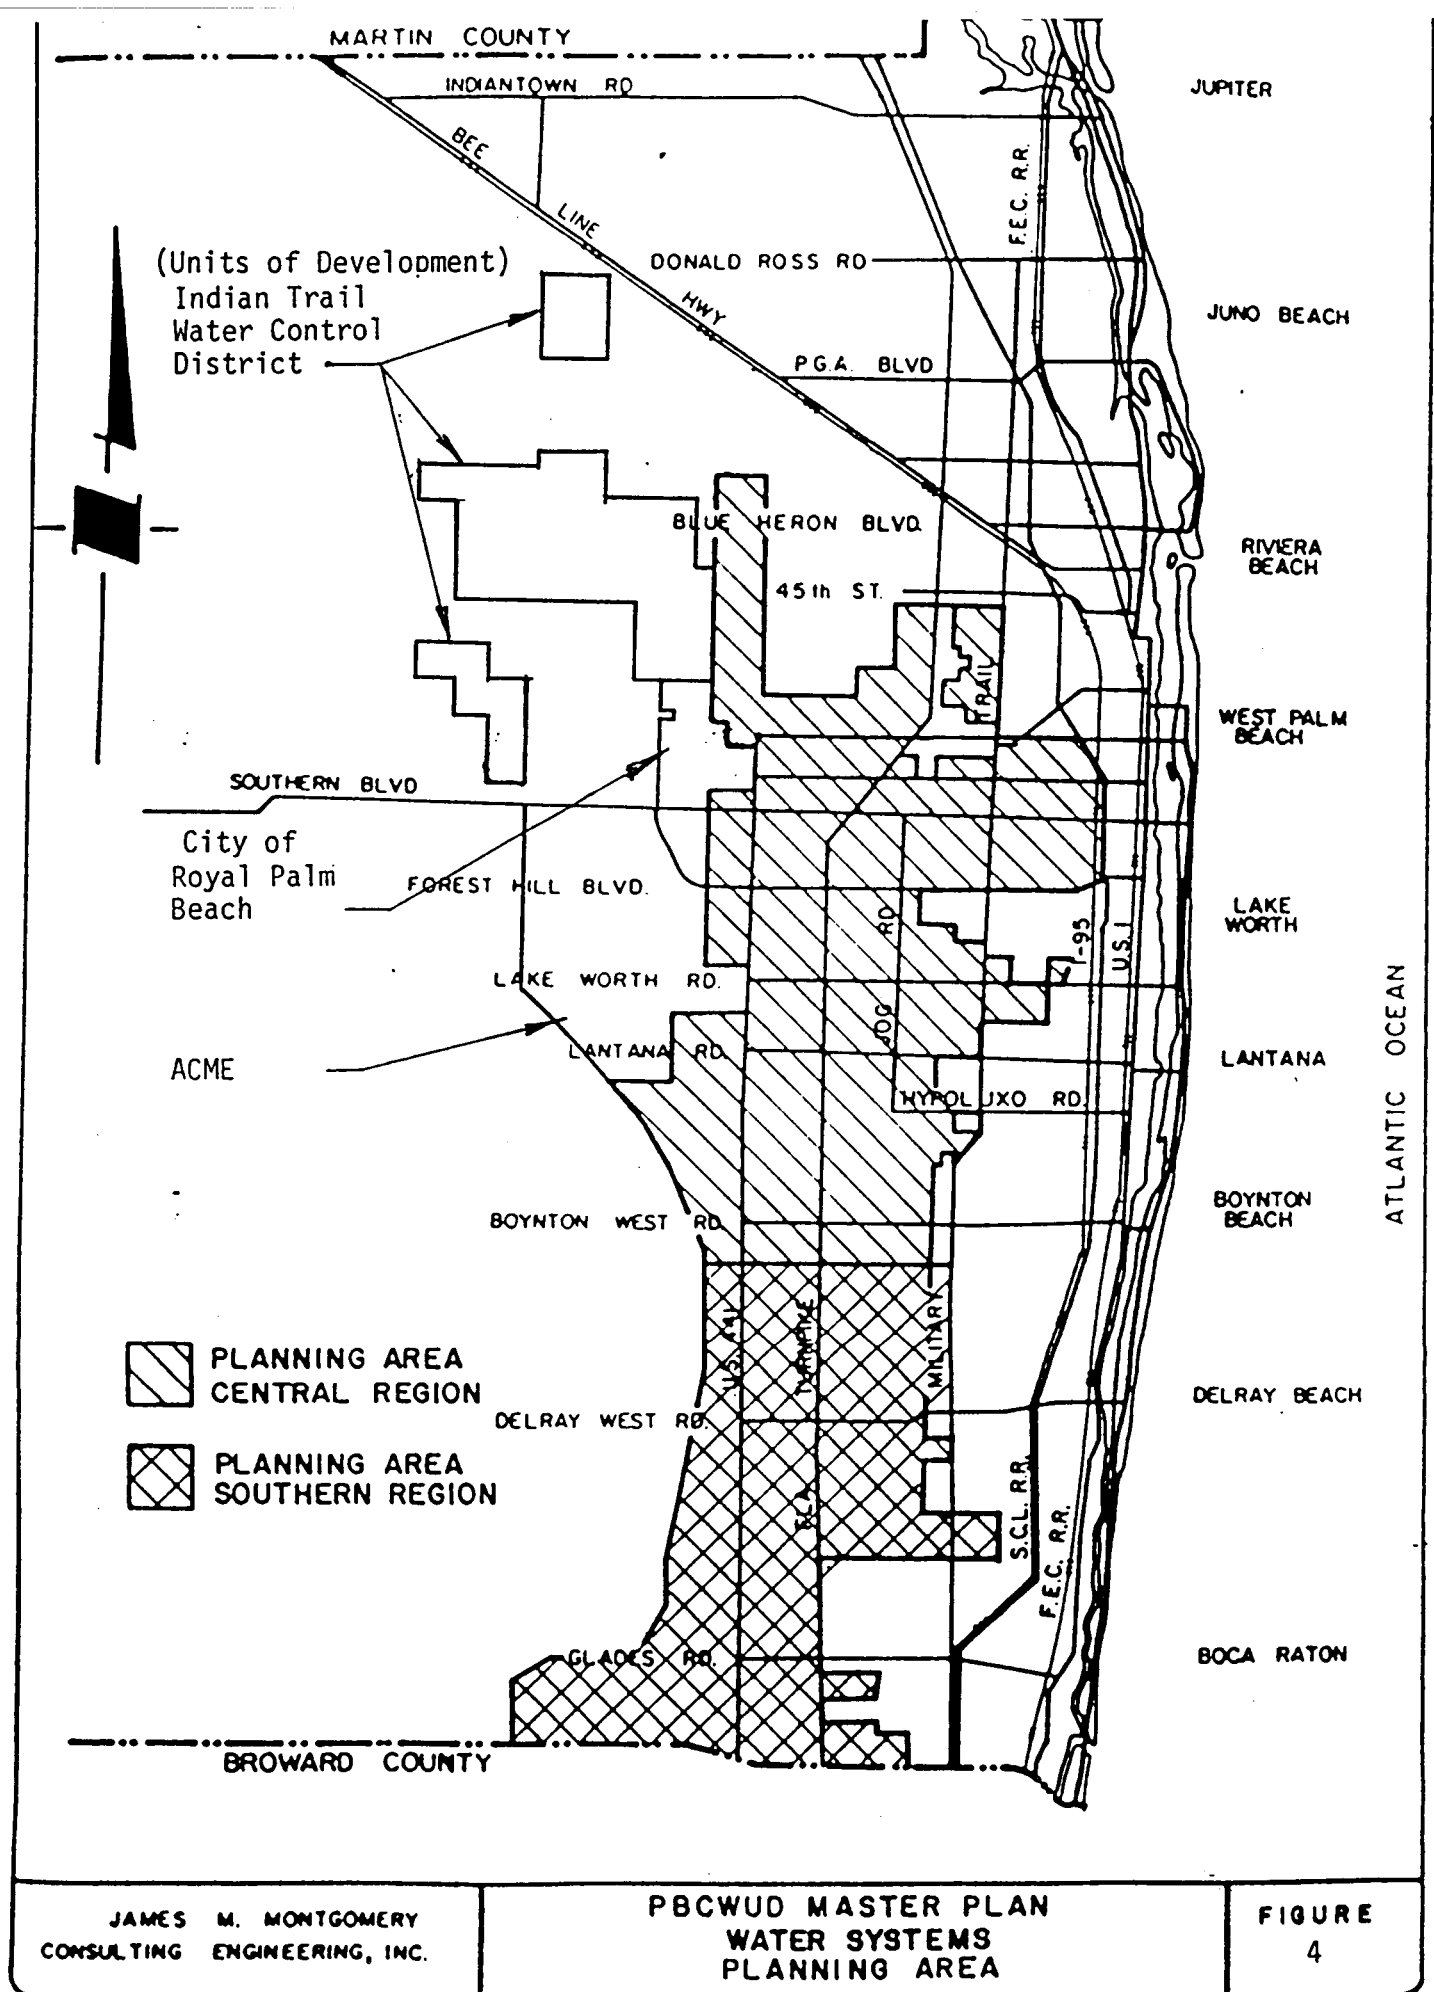 MARTIN COUNTY
INDIANTOWN RD
JUPITER
BEE
LINE
HWY
F.E.C. R.R.
(Units of Development)
Indian Trail
Water Control
District
DONALD ROSS RD
JUNO BEACH
P.G.A. BLVD
BLUE HERON BLVD.
RIVIERA
BEACH
45th ST.
TRAIL
WEST PALM
BEACH
SOUTHERN BLVD
City of
Royal Palm
Beach
FOREST HILL BLVD.
JOG RD
I-95
U.S. 1
LAKE
WORTH
LAKE WORTH RD.
ACME
LANTANA RD.
LANTANA
ATLANTIC OCEAN
HYPOLUXO RD.
BOYNTON WEST RD.
BOYNTON
BEACH
U.S. 441
TURNPIKE
MILITARY
PLANNING AREA
CENTRAL REGION
DELRAY WEST RD.
DELRAY BEACH
PLANNING AREA
SOUTHERN REGION
FLA
S.C.L. R.R.
F.E.C. R.R.
GLADES RD.
BOCA RATON
BROWARD COUNTY
JAMES M. MONTGOMERY
CONSULTING ENGINEERING, INC.
PBCWUD MASTER PLAN
WATER SYSTEMS
PLANNING AREA
FIGURE
4